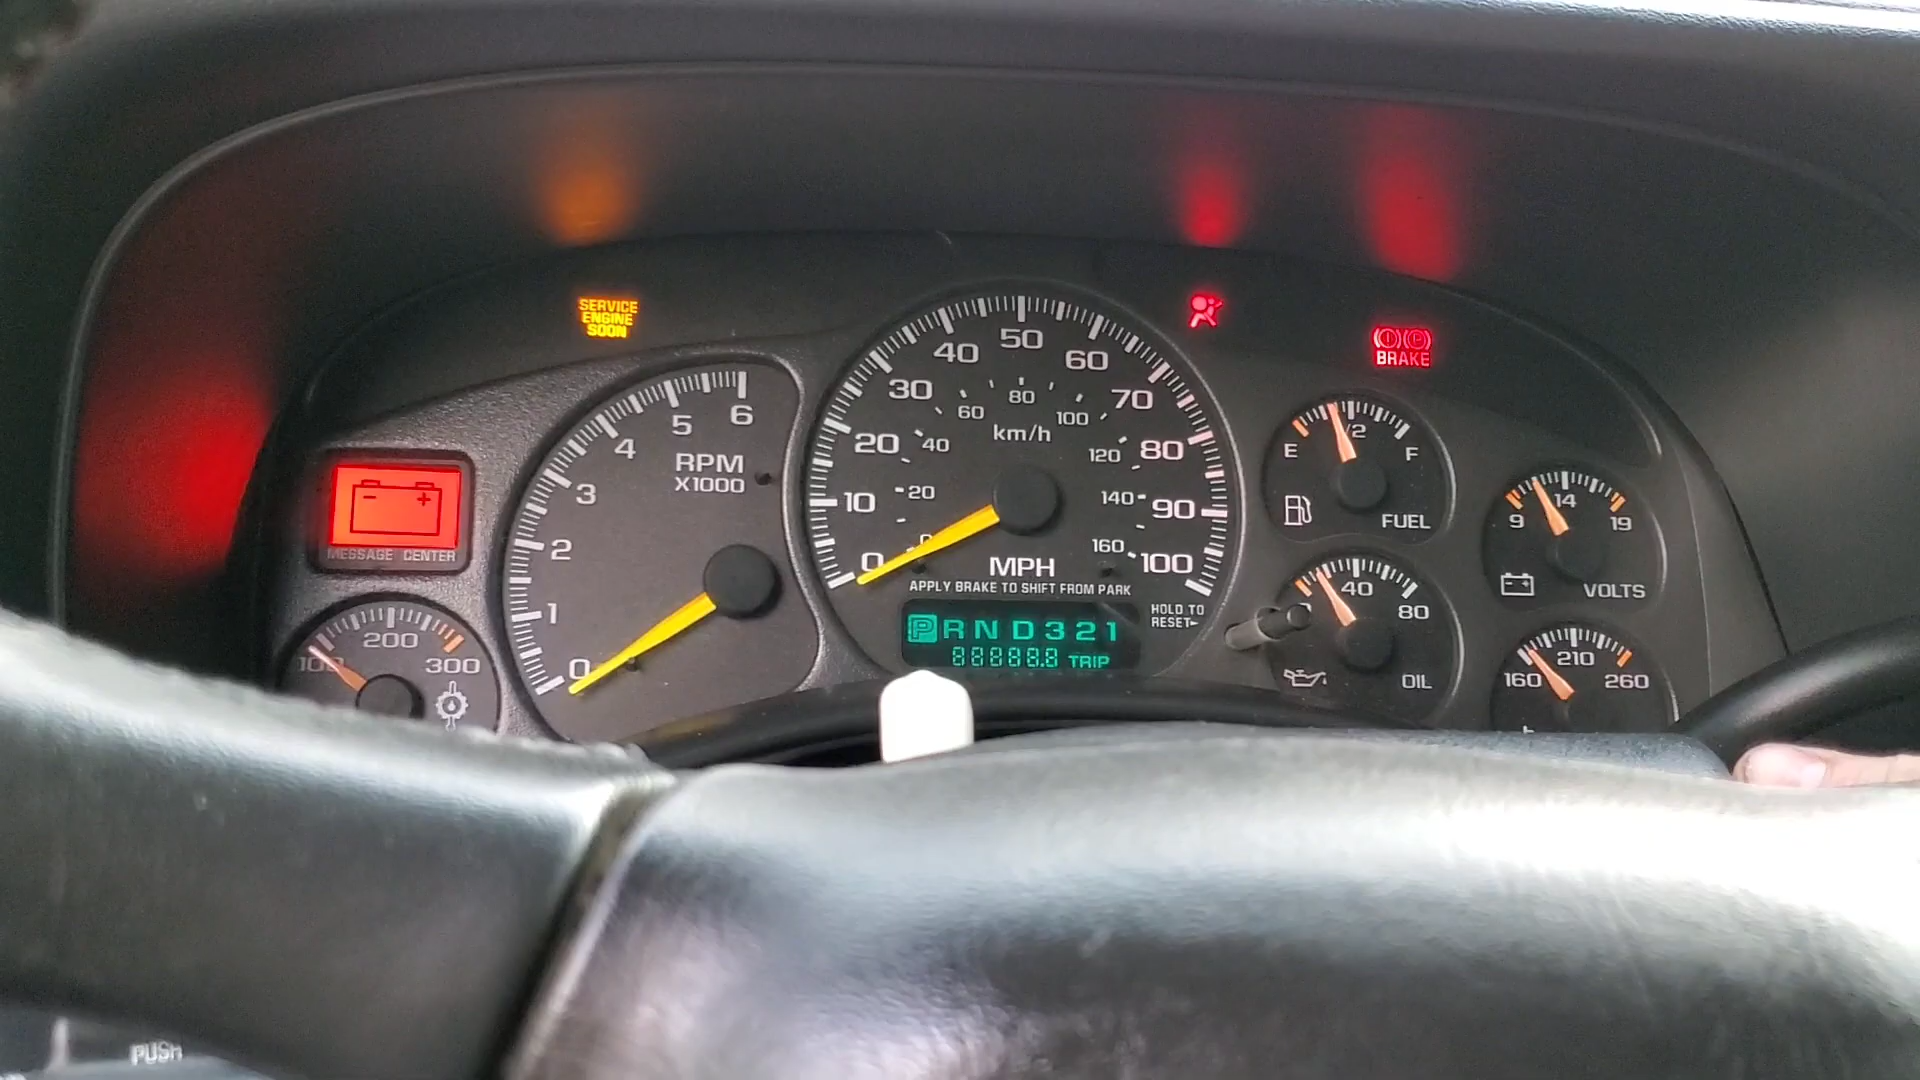 SERVICE
ENGINE
SOON
BRAKE
MESSAGE CENTER
100
200
300
0
1
2
3
4
5
6
RPM
X1000
0
10
20
30
40
50
60
70
80
90
100
20
40
60
80
100
120
140
160
km/h
MPH
APPLY BRAKE TO SHIFT FROM PARK
PRND321
88888.8 TRIP
HOLD TO
RESET
E
F
FUEL
9
14
19
VOLTS
40
80
OIL
160
210
260
PUSH